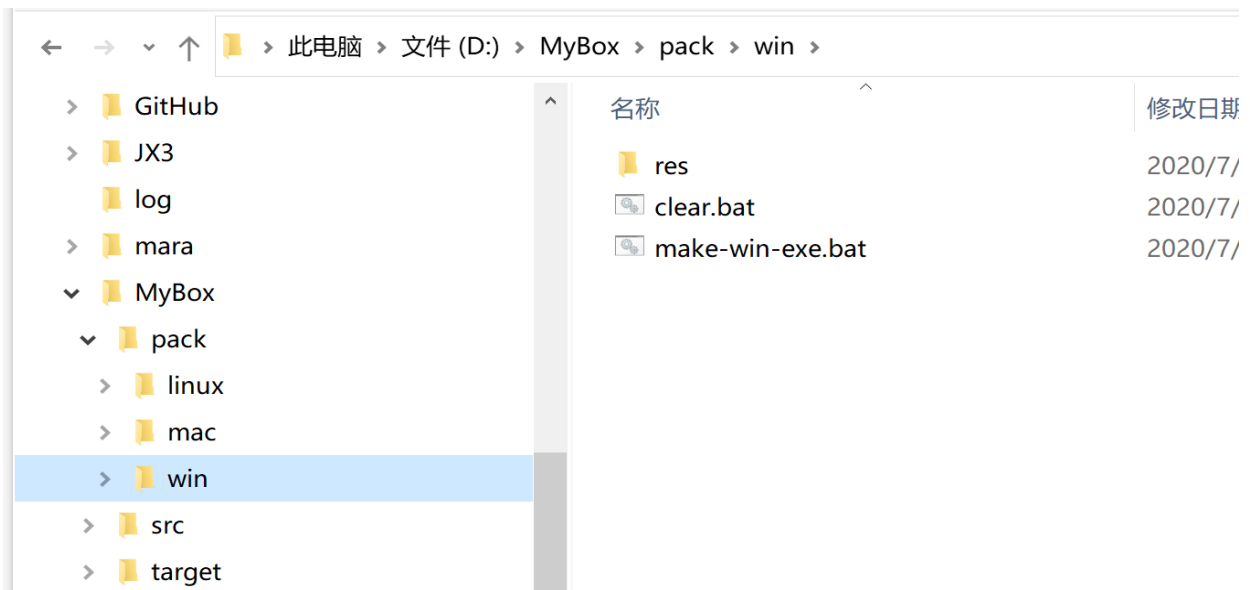 此电脑 文件 (D:) MyBox pack win
GitHub
JX3
log
mara
MyBox
pack
linux
mac
win
src
target
名称 修改日期
res 2020/7/
clear.bat 2020/7/
make-win-exe.bat 2020/7/